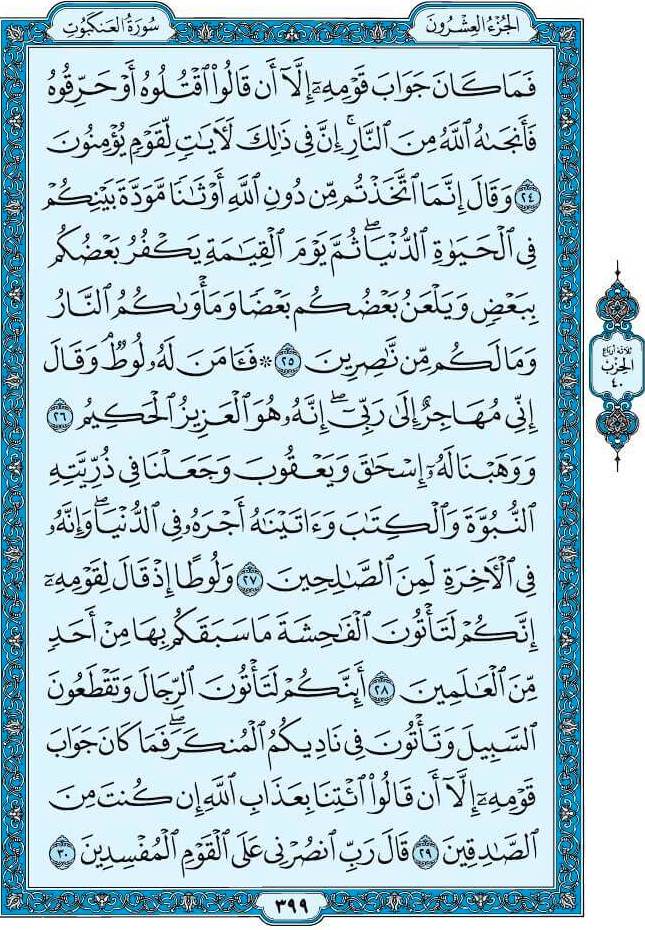 الجزء العشرون
سورة العنكبوت
فَمَا كَانَ جَوَابَ قَوْمِهِۦٓ إِلَّآ أَن قَالُوا۟ ٱقْتُلُوهُ أَوْ حَرِّقُوهُ
فَأَنجَىٰهُ ٱللَّهُ مِنَ ٱلنَّارِ ۚ إِنَّ فِى ذَٰلِكَ لَـَٔايَـٰتٍ لِّقَوْمٍ يُؤْمِنُونَ
٢٤ وَقَالَ إِنَّمَا ٱتَّخَذْتُم مِّن دُونِ ٱللَّهِ أَوْثَـٰنًا مَّوَدَّةَ بَيْنِكُمْ
فِى ٱلْحَيَوٰةِ ٱلدُّنْيَا ۖ ثُمَّ يَوْمَ ٱلْقِيَـٰمَةِ يَكْفُرُ بَعْضُكُم
بِبَعْضٍ وَيَلْعَنُ بَعْضُكُم بَعْضًا وَمَأْوَىٰكُمُ ٱلنَّارُ
وَمَا لَكُم مِّن نَّـٰصِرِينَ ٢٥ ۞ فَـَٔامَنَ لَهُۥ لُوطٌ ۘ وَقَالَ
إِنِّى مُهَاجِرٌ إِلَىٰ رَبِّىٓ ۖ إِنَّهُۥ هُوَ ٱلْعَزِيزُ ٱلْحَكِيمُ ٢٦
وَوَهَبْنَا لَهُۥٓ إِسْحَـٰقَ وَيَعْقُوبَ وَجَعَلْنَا فِى ذُرِّيَّتِهِ
ٱلنُّبُوَّةَ وَٱلْكِتَـٰبَ وَءَاتَيْنَـٰهُ أَجْرَهُۥ فِى ٱلدُّنْيَا ۖ وَإِنَّهُۥ
فِى ٱلْـَٔاخِرَةِ لَمِنَ ٱلصَّـٰلِحِينَ ٢٧ وَلُوطًا إِذْ قَالَ لِقَوْمِهِۦٓ
إِنَّكُمْ لَتَأْتُونَ ٱلْفَـٰحِشَةَ مَا سَبَقَكُم بِهَا مِنْ أَحَدٍ
مِّنَ ٱلْعَـٰلَمِينَ ٢٨ أَئِنَّكُمْ لَتَأْتُونَ ٱلرِّجَالَ وَتَقْطَعُونَ
ٱلسَّبِيلَ وَتَأْتُونَ فِى نَادِيكُمُ ٱلْمُنكَرَ ۖ فَمَا كَانَ جَوَابَ
قَوْمِهِۦٓ إِلَّآ أَن قَالُوا۟ ٱئْتِنَا بِعَذَابِ ٱللَّهِ إِن كُنتَ مِنَ
ٱلصَّـٰدِقِينَ ٢٩ قَالَ رَبِّ ٱنصُرْنِى عَلَى ٱلْقَوْمِ ٱلْمُفْسِدِينَ ٣٠
ثلاثة أرباع
الحزب
٤٠
٣٩٩